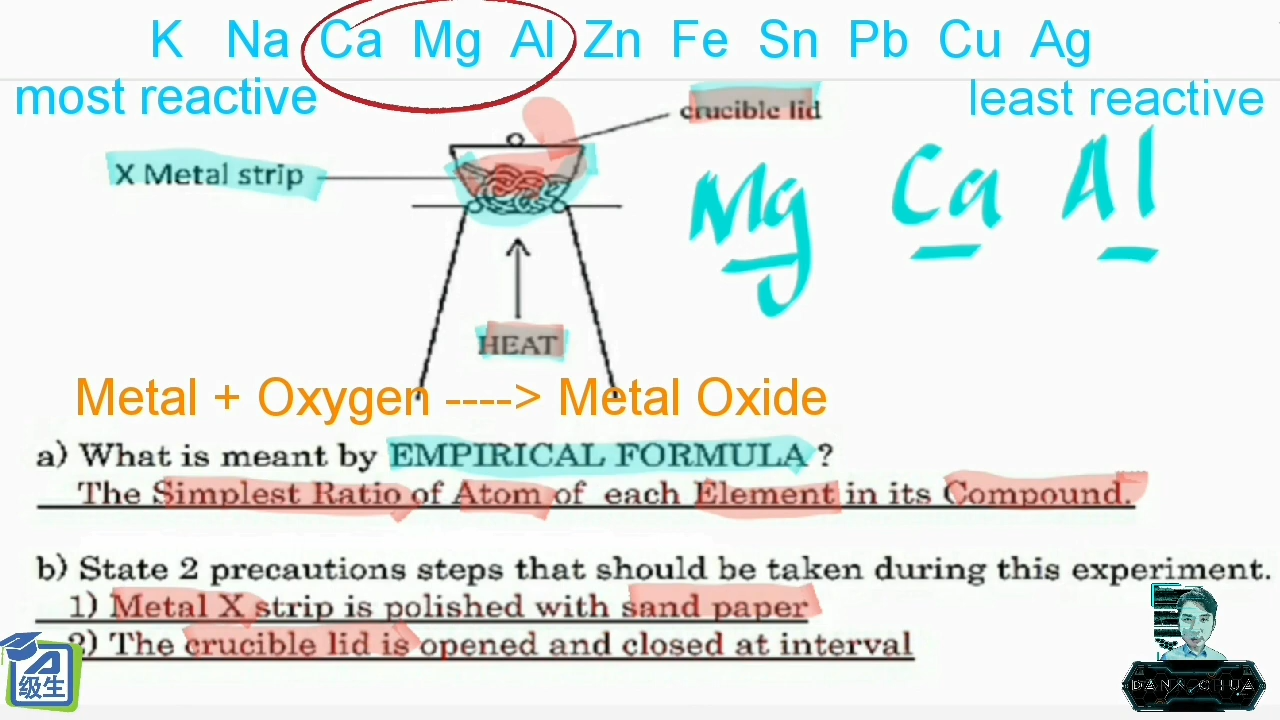 K Na Ca Mg Al Zn Fe Sn Pb Cu Ag
most reactive
least reactive
crucible lid
X Metal strip
Mg Ca Al
HEAT
Metal + Oxygen ----> Metal Oxide
a) What is meant by EMPIRICAL FORMULA ?
The Simplest Ratio of Atom of each Element in its Compound.
b) State 2 precautions steps that should be taken during this experiment.
1) Metal X strip is polished with sand paper
2) The crucible lid is opened and closed at interval
A
级生
DANX CHUA